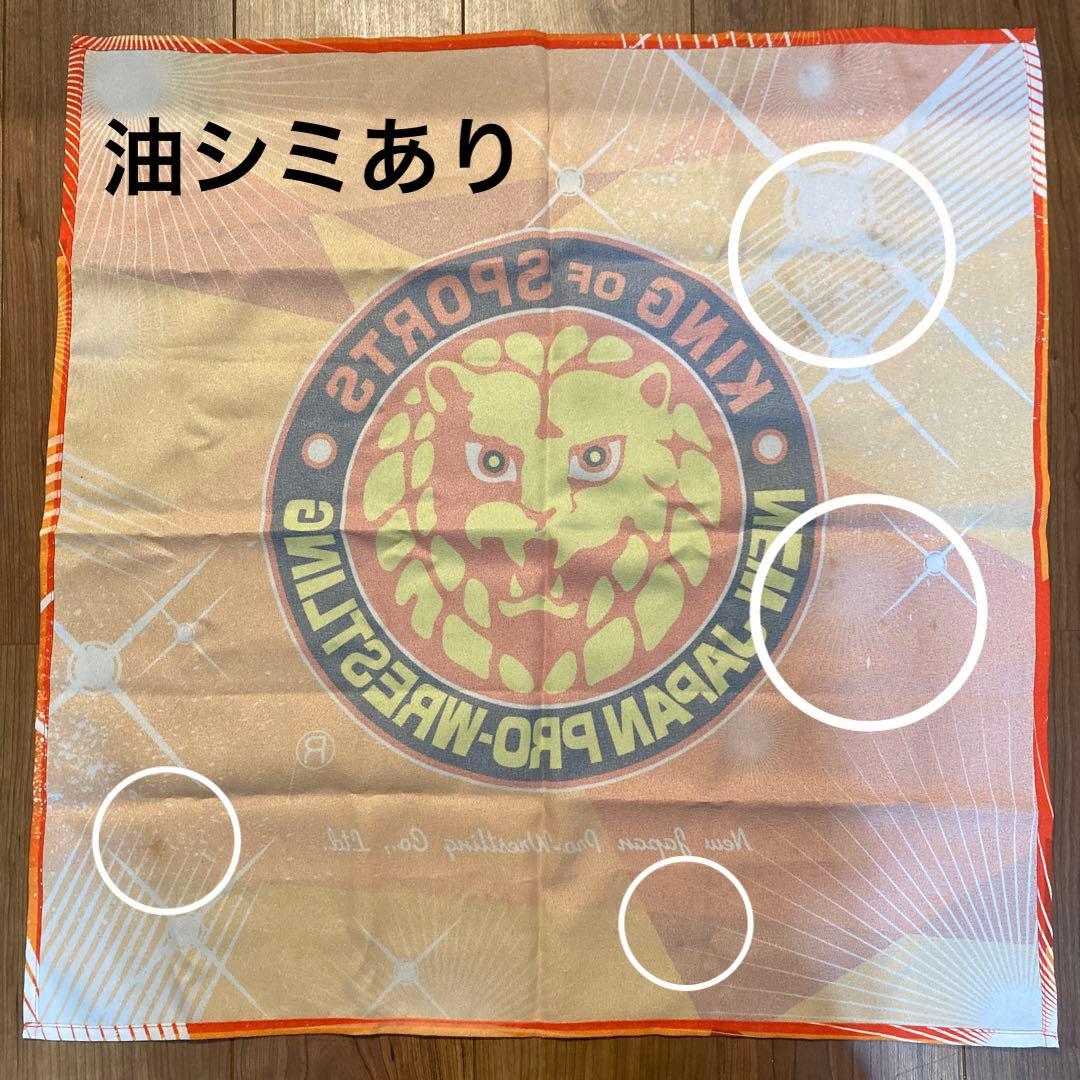 油シミあり
KING OF SPORTS
NEW JAPAN PRO-WRESTLING
®
New Japan Pro-Wrestling Co., Ltd.